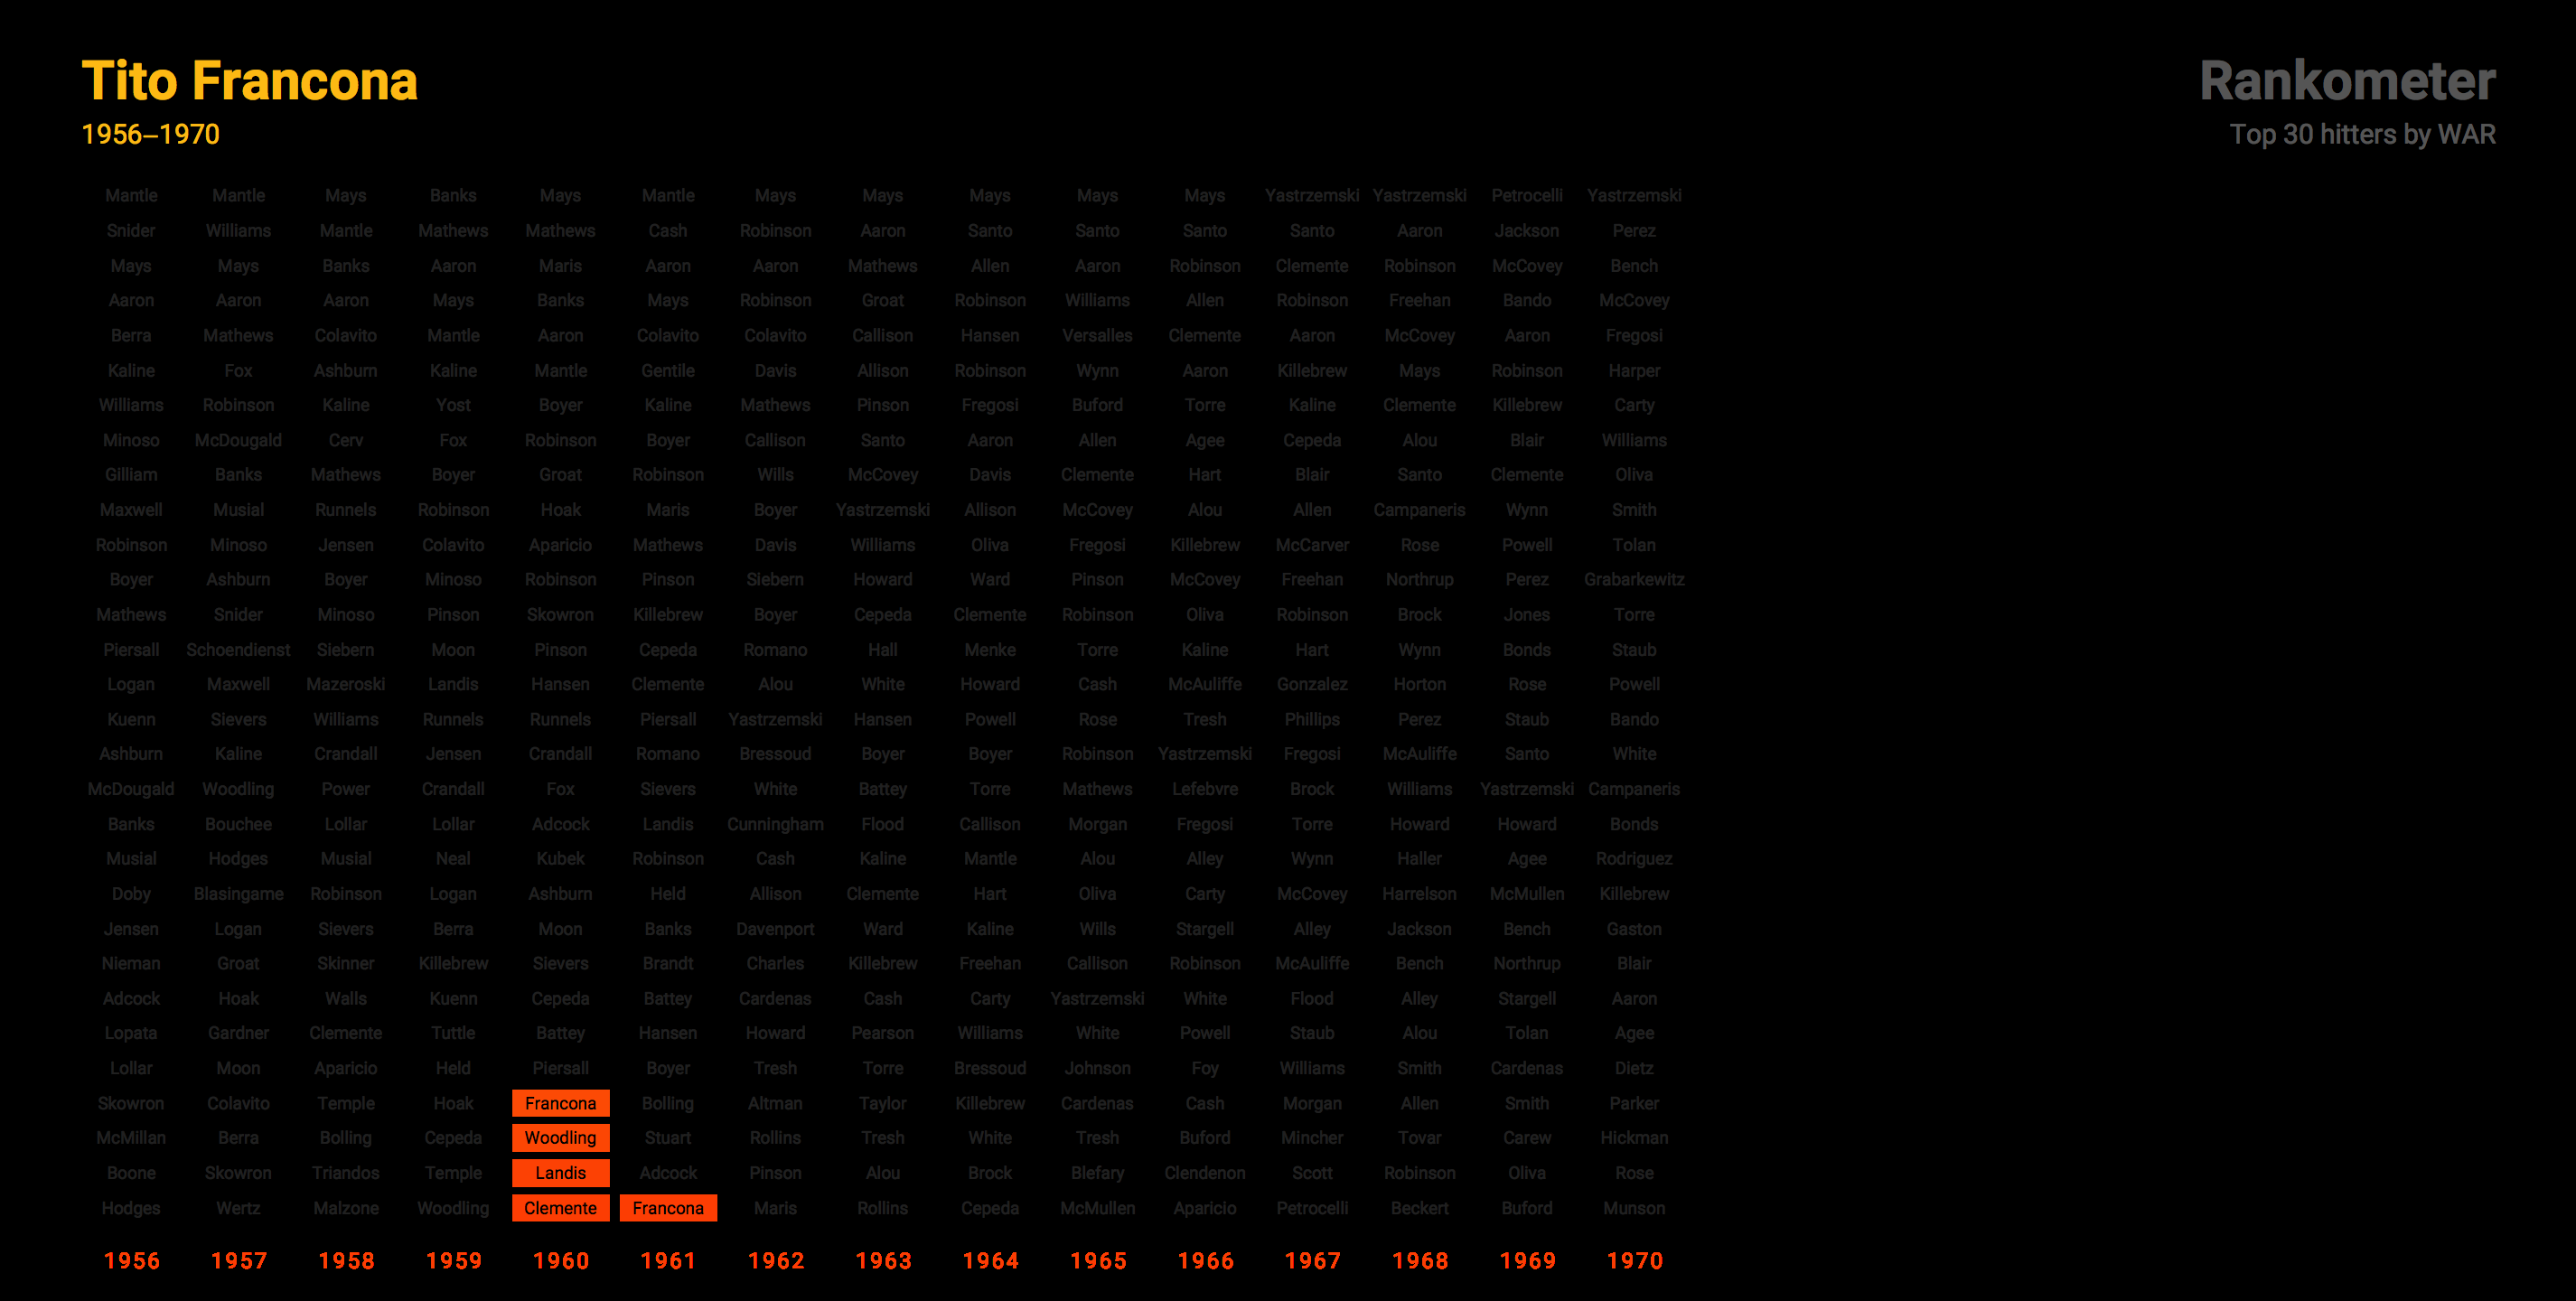 Tito Francona
1956–1970
Rankometer
Top 30 hitters by WAR
Mantle Mantle Mays Banks Mays Mantle Mays Mays Mays Mays Mays Yastrzemski Yastrzemski Petrocelli Yastrzemski
Snider Williams Mantle Mathews Mathews Cash Robinson Aaron Santo Santo Santo Santo Aaron Jackson Perez
Mays Mays Banks Aaron Maris Aaron Aaron Mathews Allen Aaron Robinson Clemente Robinson McCovey Bench
Aaron Aaron Aaron Mays Banks Mays Robinson Groat Robinson Williams Allen Robinson Freehan Bando McCovey
Berra Mathews Colavito Mantle Aaron Colavito Colavito Callison Hansen Versalles Clemente Aaron McCovey Aaron Fregosi
Kaline Fox Ashburn Kaline Mantle Gentile Davis Allison Robinson Wynn Aaron Killebrew Mays Robinson Harper
Williams Robinson Kaline Yost Boyer Kaline Mathews Pinson Fregosi Buford Torre Kaline Clemente Killebrew Carty
Minoso McDougald Cerv Fox Robinson Boyer Callison Santo Aaron Allen Agee Cepeda Alou Blair Williams
Gilliam Banks Mathews Boyer Groat Robinson Wills McCovey Davis Clemente Hart Blair Santo Clemente Oliva
Maxwell Musial Runnels Robinson Hoak Maris Boyer Yastrzemski Allison McCovey Alou Allen Campaneris Wynn Smith
Robinson Minoso Jensen Colavito Aparicio Mathews Davis Williams Oliva Fregosi Killebrew McCarver Rose Powell Tolan
Boyer Ashburn Boyer Minoso Robinson Pinson Siebern Howard Ward Pinson McCovey Freehan Northrup Perez Grabarkewitz
Mathews Snider Minoso Pinson Skowron Killebrew Boyer Cepeda Clemente Robinson Oliva Robinson Brock Jones Torre
Piersall Schoendienst Siebern Moon Pinson Cepeda Romano Hall Menke Torre Kaline Hart Wynn Bonds Staub
Logan Maxwell Mazeroski Landis Hansen Clemente Alou White Howard Cash McAuliffe Gonzalez Horton Rose Powell
Kuenn Sievers Williams Runnels Runnels Piersall Yastrzemski Hansen Powell Rose Tresh Phillips Perez Staub Bando
Ashburn Kaline Crandall Jensen Crandall Romano Bressoud Boyer Boyer Robinson Yastrzemski Fregosi McAuliffe Santo White
McDougald Woodling Power Crandall Fox Sievers White Battey Torre Mathews Lefebvre Brock Williams Yastrzemski Campaneris
Banks Bouchee Lollar Lollar Adcock Landis Cunningham Flood Callison Morgan Fregosi Torre Howard Howard Bonds
Musial Hodges Musial Neal Kubek Robinson Cash Kaline Mantle Alou Alley Wynn Haller Agee Rodriguez
Doby Blasingame Robinson Logan Ashburn Held Allison Clemente Hart Oliva Carty McCovey Harrelson McMullen Killebrew
Jensen Logan Sievers Berra Moon Banks Davenport Ward Kaline Wills Stargell Alley Jackson Bench Gaston
Nieman Groat Skinner Killebrew Sievers Brandt Charles Killebrew Freehan Callison Robinson McAuliffe Bench Northrup Blair
Adcock Hoak Walls Kuenn Cepeda Battey Cardenas Cash Carty Yastrzemski White Flood Alley Stargell Aaron
Lopata Gardner Clemente Tuttle Battey Hansen Howard Pearson Williams White Powell Staub Alou Tolan Agee
Lollar Moon Aparicio Held Piersall Boyer Tresh Torre Bressoud Johnson Foy Williams Smith Cardenas Dietz
Skowron Colavito Temple Hoak Francona Bolling Altman Taylor Killebrew Cardenas Cash Morgan Allen Smith Parker
McMillan Berra Bolling Cepeda Woodling Stuart Rollins Tresh White Tresh Buford Mincher Tovar Carew Hickman
Boone Skowron Triandos Temple Landis Adcock Pinson Alou Brock Blefary Clendenon Scott Robinson Oliva Rose
Hodges Wertz Malzone Woodling Clemente Francona Maris Rollins Cepeda McMullen Aparicio Petrocelli Beckert Buford Munson
1956 1957 1958 1959 1960 1961 1962 1963 1964 1965 1966 1967 1968 1969 1970